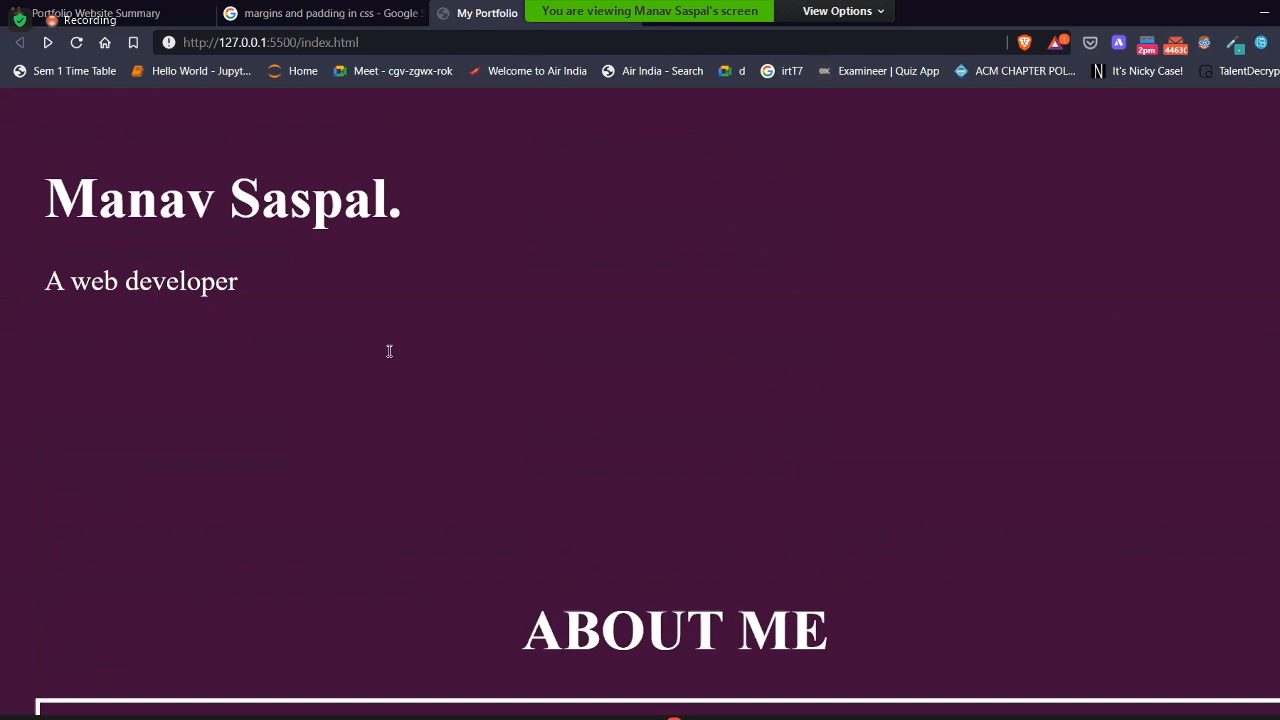 Portfolio Website Summary
Recording
margins and padding in css - Google S
My Portfolio
You are viewing Manav Saspal's screen
View Options
http://127.0.0.1:5500/index.html
1
2pm
44630
Sem 1 Time Table
Hello World - Jupyt...
Home
Meet - cgv-zgwx-rok
Welcome to Air India
Air India - Search
d
irtT7
Examineer | Quiz App
ACM CHAPTER POL...
It's Nicky Case!
TalentDecryp
Manav Saspal.
A web developer
ABOUT ME